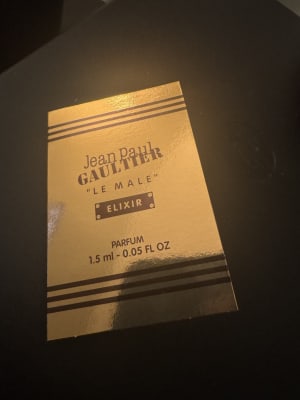 Jean Paul
GAULTIER
"LE MALE"
ELIXIR
PARFUM
1.5 ml - 0.05 FL OZ